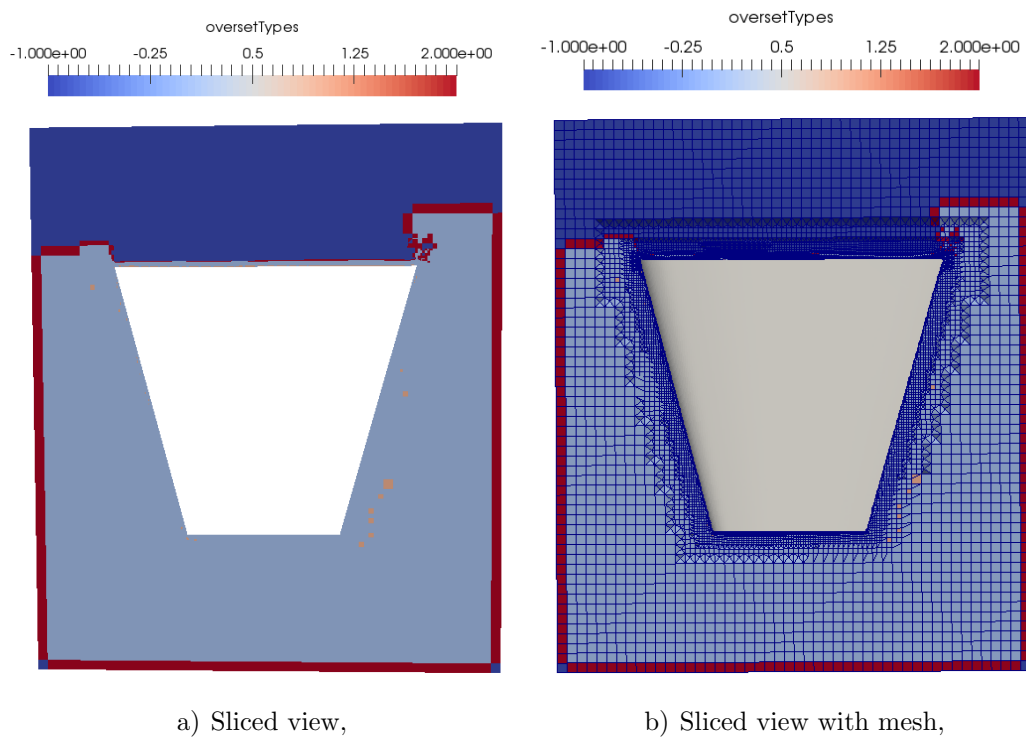 oversetTypes
-1.000e+00 -0.25 0.5 1.25 2.000e+00
oversetTypes
-1.000e+00 -0.25 0.5 1.25 2.000e+00
a) Sliced view,
b) Sliced view with mesh,